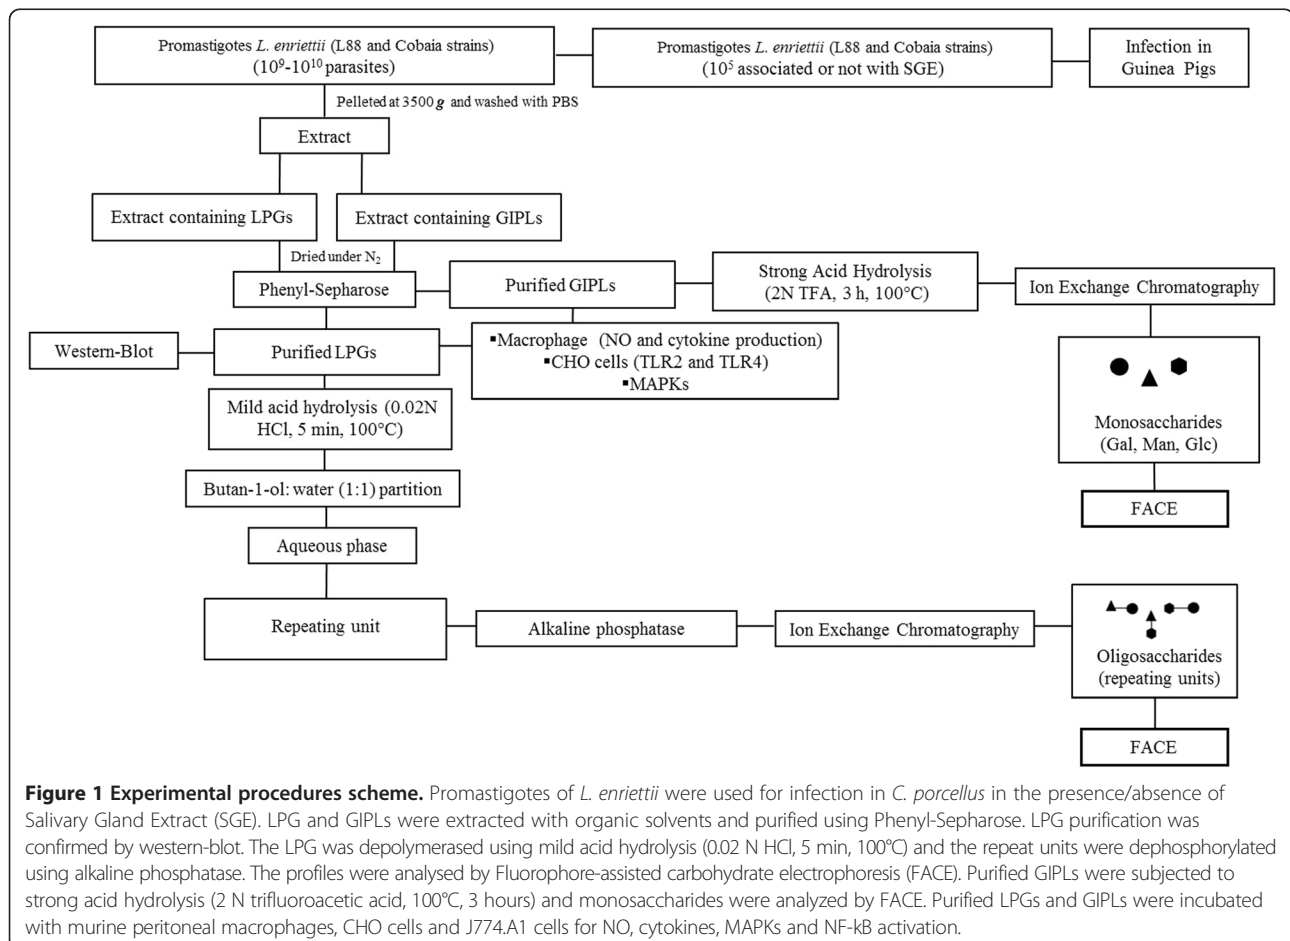 Promastigotes L. enriettii (L88 and Cobaia strains)
(10⁹-10¹⁰ parasites)
Promastigotes L. enriettii (L88 and Cobaia strains)
(10⁵ associated or not with SGE)
Infection in
Guinea Pigs
Pelleted at 3500 g and washed with PBS
Extract
Extract containing LPGs
Extract containing GIPLs
Dried under N₂
Phenyl-Sepharose
Purified GIPLs
Strong Acid Hydrolysis
(2N TFA, 3 h, 100°C)
Ion Exchange Chromatography
Western-Blot
Purified LPGs
▪Macrophage (NO and cytokine production)
▪CHO cells (TLR2 and TLR4)
▪MAPKs
Monosaccharides
(Gal, Man, Glc)
FACE
Mild acid hydrolysis (0.02N
HCl, 5 min, 100°C)
Butan-1-ol: water (1:1) partition
Aqueous phase
Repeating unit
Alkaline phosphatase
Ion Exchange Chromatography
Oligosaccharides
(repeating units)
FACE
Figure 1 Experimental procedures scheme. Promastigotes of L. enriettii were used for infection in C. porcellus in the presence/absence of
Salivary Gland Extract (SGE). LPG and GIPLs were extracted with organic solvents and purified using Phenyl-Sepharose. LPG purification was
confirmed by western-blot. The LPG was depolymerased using mild acid hydrolysis (0.02 N HCl, 5 min, 100°C) and the repeat units were dephosphorylated
using alkaline phosphatase. The profiles were analysed by Fluorophore-assisted carbohydrate electrophoresis (FACE). Purified GIPLs were subjected to
strong acid hydrolysis (2 N trifluoroacetic acid, 100°C, 3 hours) and monosaccharides were analyzed by FACE. Purified LPGs and GIPLs were incubated
with murine peritoneal macrophages, CHO cells and J774.A1 cells for NO, cytokines, MAPKs and NF-kB activation.